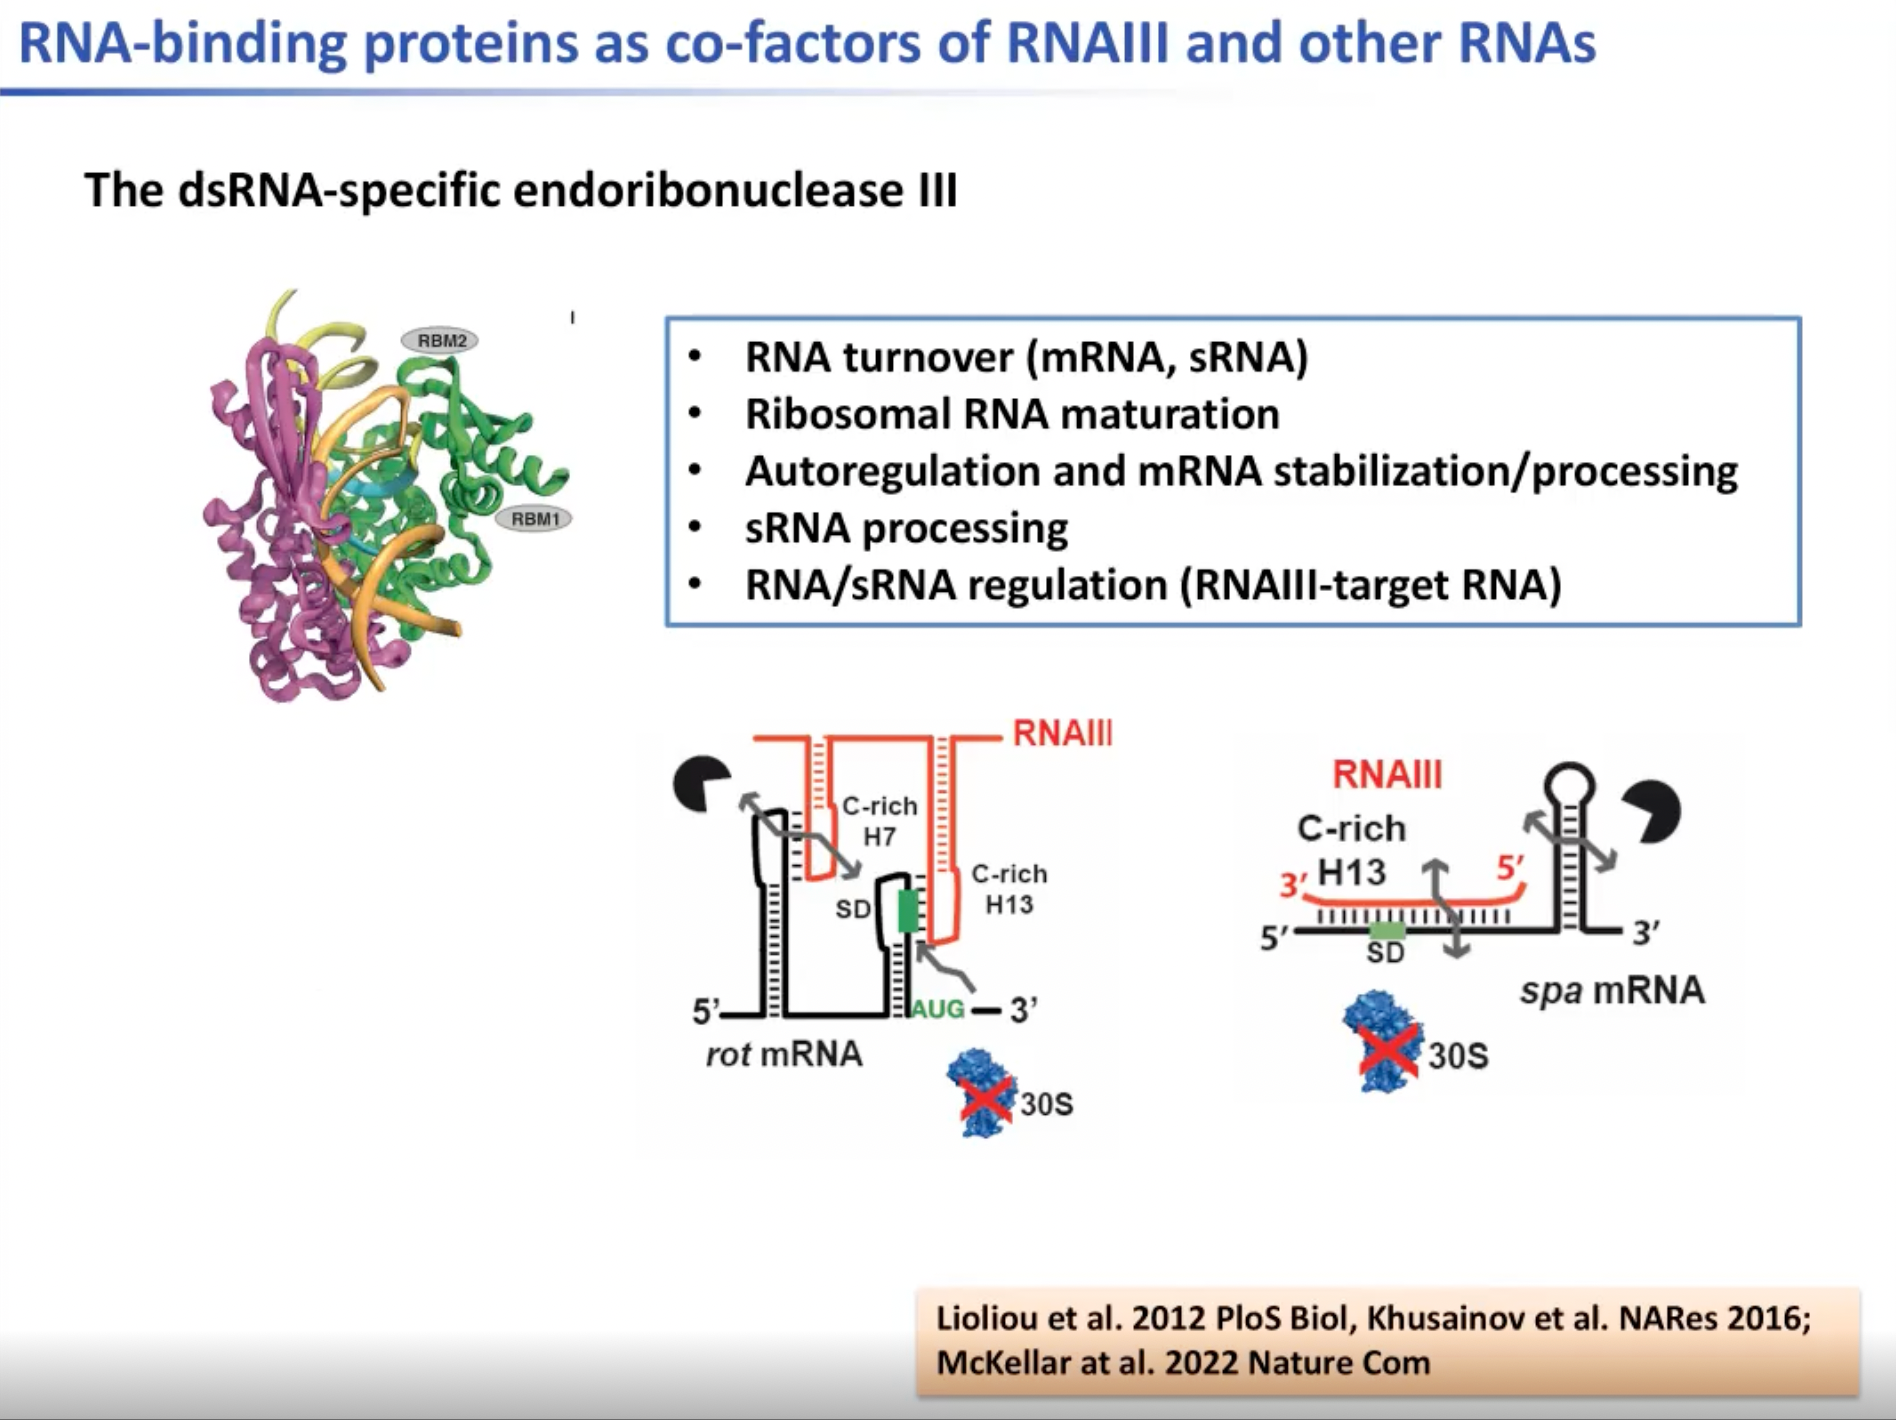 RNA-binding proteins as co-factors of RNAIII and other RNAs
The dsRNA-specific endoribonuclease III
RBM2
RBM1
• RNA turnover (mRNA, sRNA)
• Ribosomal RNA maturation
• Autoregulation and mRNA stabilization/processing
• sRNA processing
• RNA/sRNA regulation (RNAIII-target RNA)
RNAIII
C-rich
H7
C-rich
H13
SD
5’
AUG
3’
rot mRNA
30S
RNAIII
C-rich
H13
3’
5’
5’
SD
3’
spa mRNA
30S
Lioliou et al. 2012 PloS Biol, Khusainov et al. NARes 2016;
McKellar at al. 2022 Nature Com